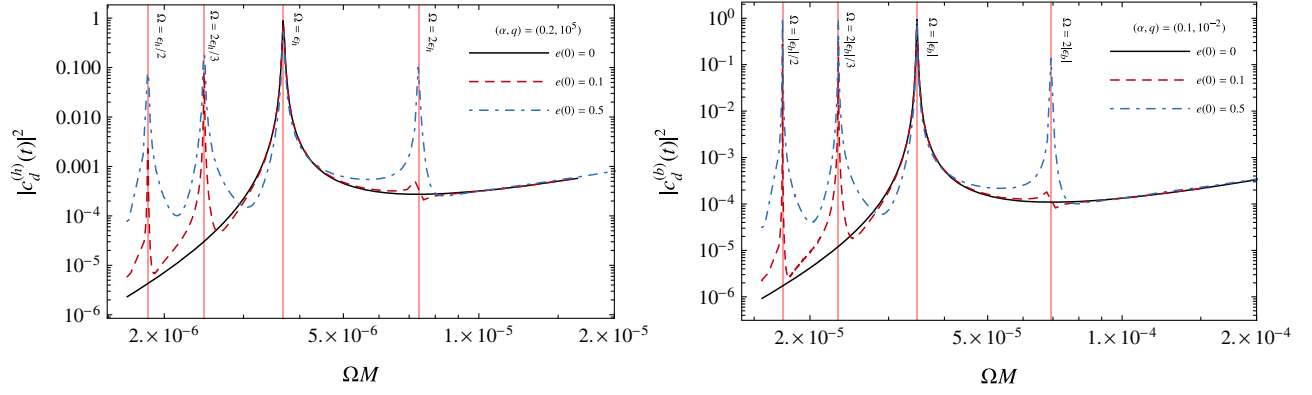 |c_d^{(h)}(t)|^2
1
0.100
0.010
0.001
10^{-4}
10^{-5}
10^{-6}
Ω = ϵ_h/2
Ω = 2ϵ_h/3
Ω = ϵ_h
Ω = 2ϵ_h
(α, q) = (0.2, 10^5)
e(0) = 0
e(0) = 0.1
e(0) = 0.5
2. × 10^{-6}
5. × 10^{-6}
1. × 10^{-5}
2. × 10^{-5}
ΩM
|c_d^{(b)}(t)|^2
10^0
10^{-1}
10^{-2}
10^{-3}
10^{-4}
10^{-5}
10^{-6}
Ω = |ϵ_b|/2
Ω = 2|ϵ_b|/3
Ω = |ϵ_b|
Ω = 2|ϵ_b|
(α, q) = (0.1, 10^{-2})
e(0) = 0
e(0) = 0.1
e(0) = 0.5
2. × 10^{-5}
5. × 10^{-5}
1. × 10^{-4}
2. × 10^{-4}
ΩM